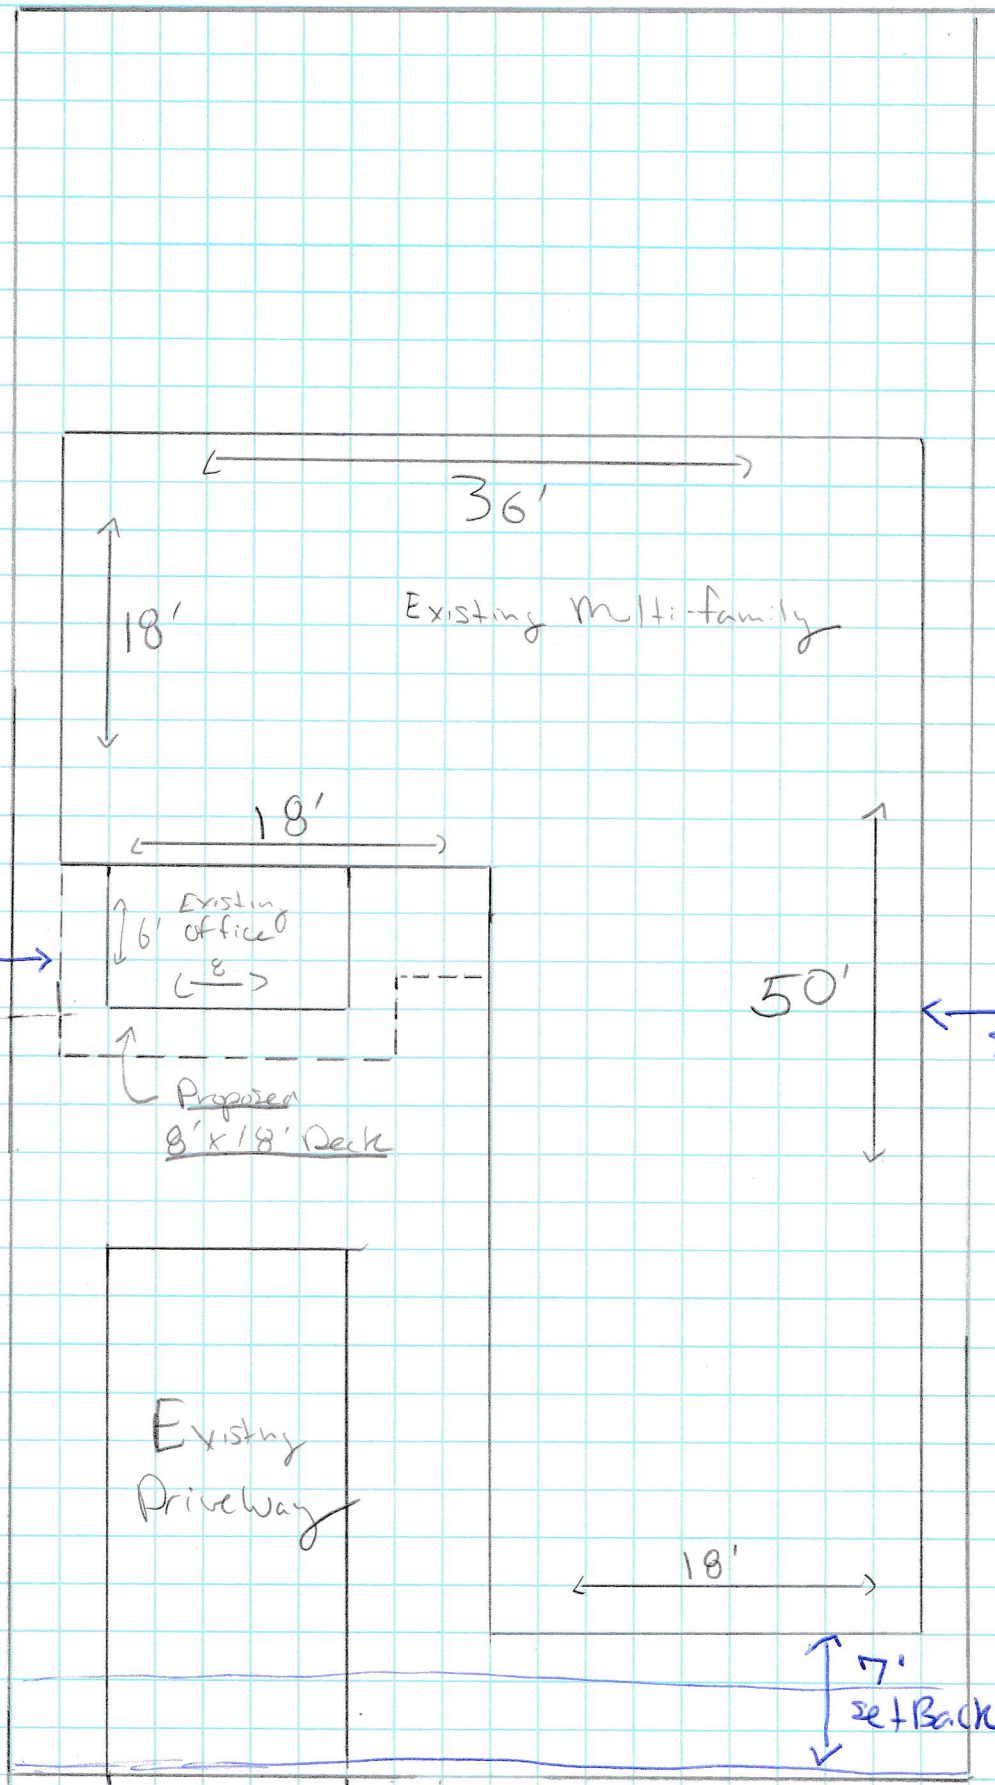 36'
18'
Existing Multi-family
18'
Existing
6' Office
8
50'
Proposed
8' x 18' Deck
Existing
Driveway
18'
7'
setBack